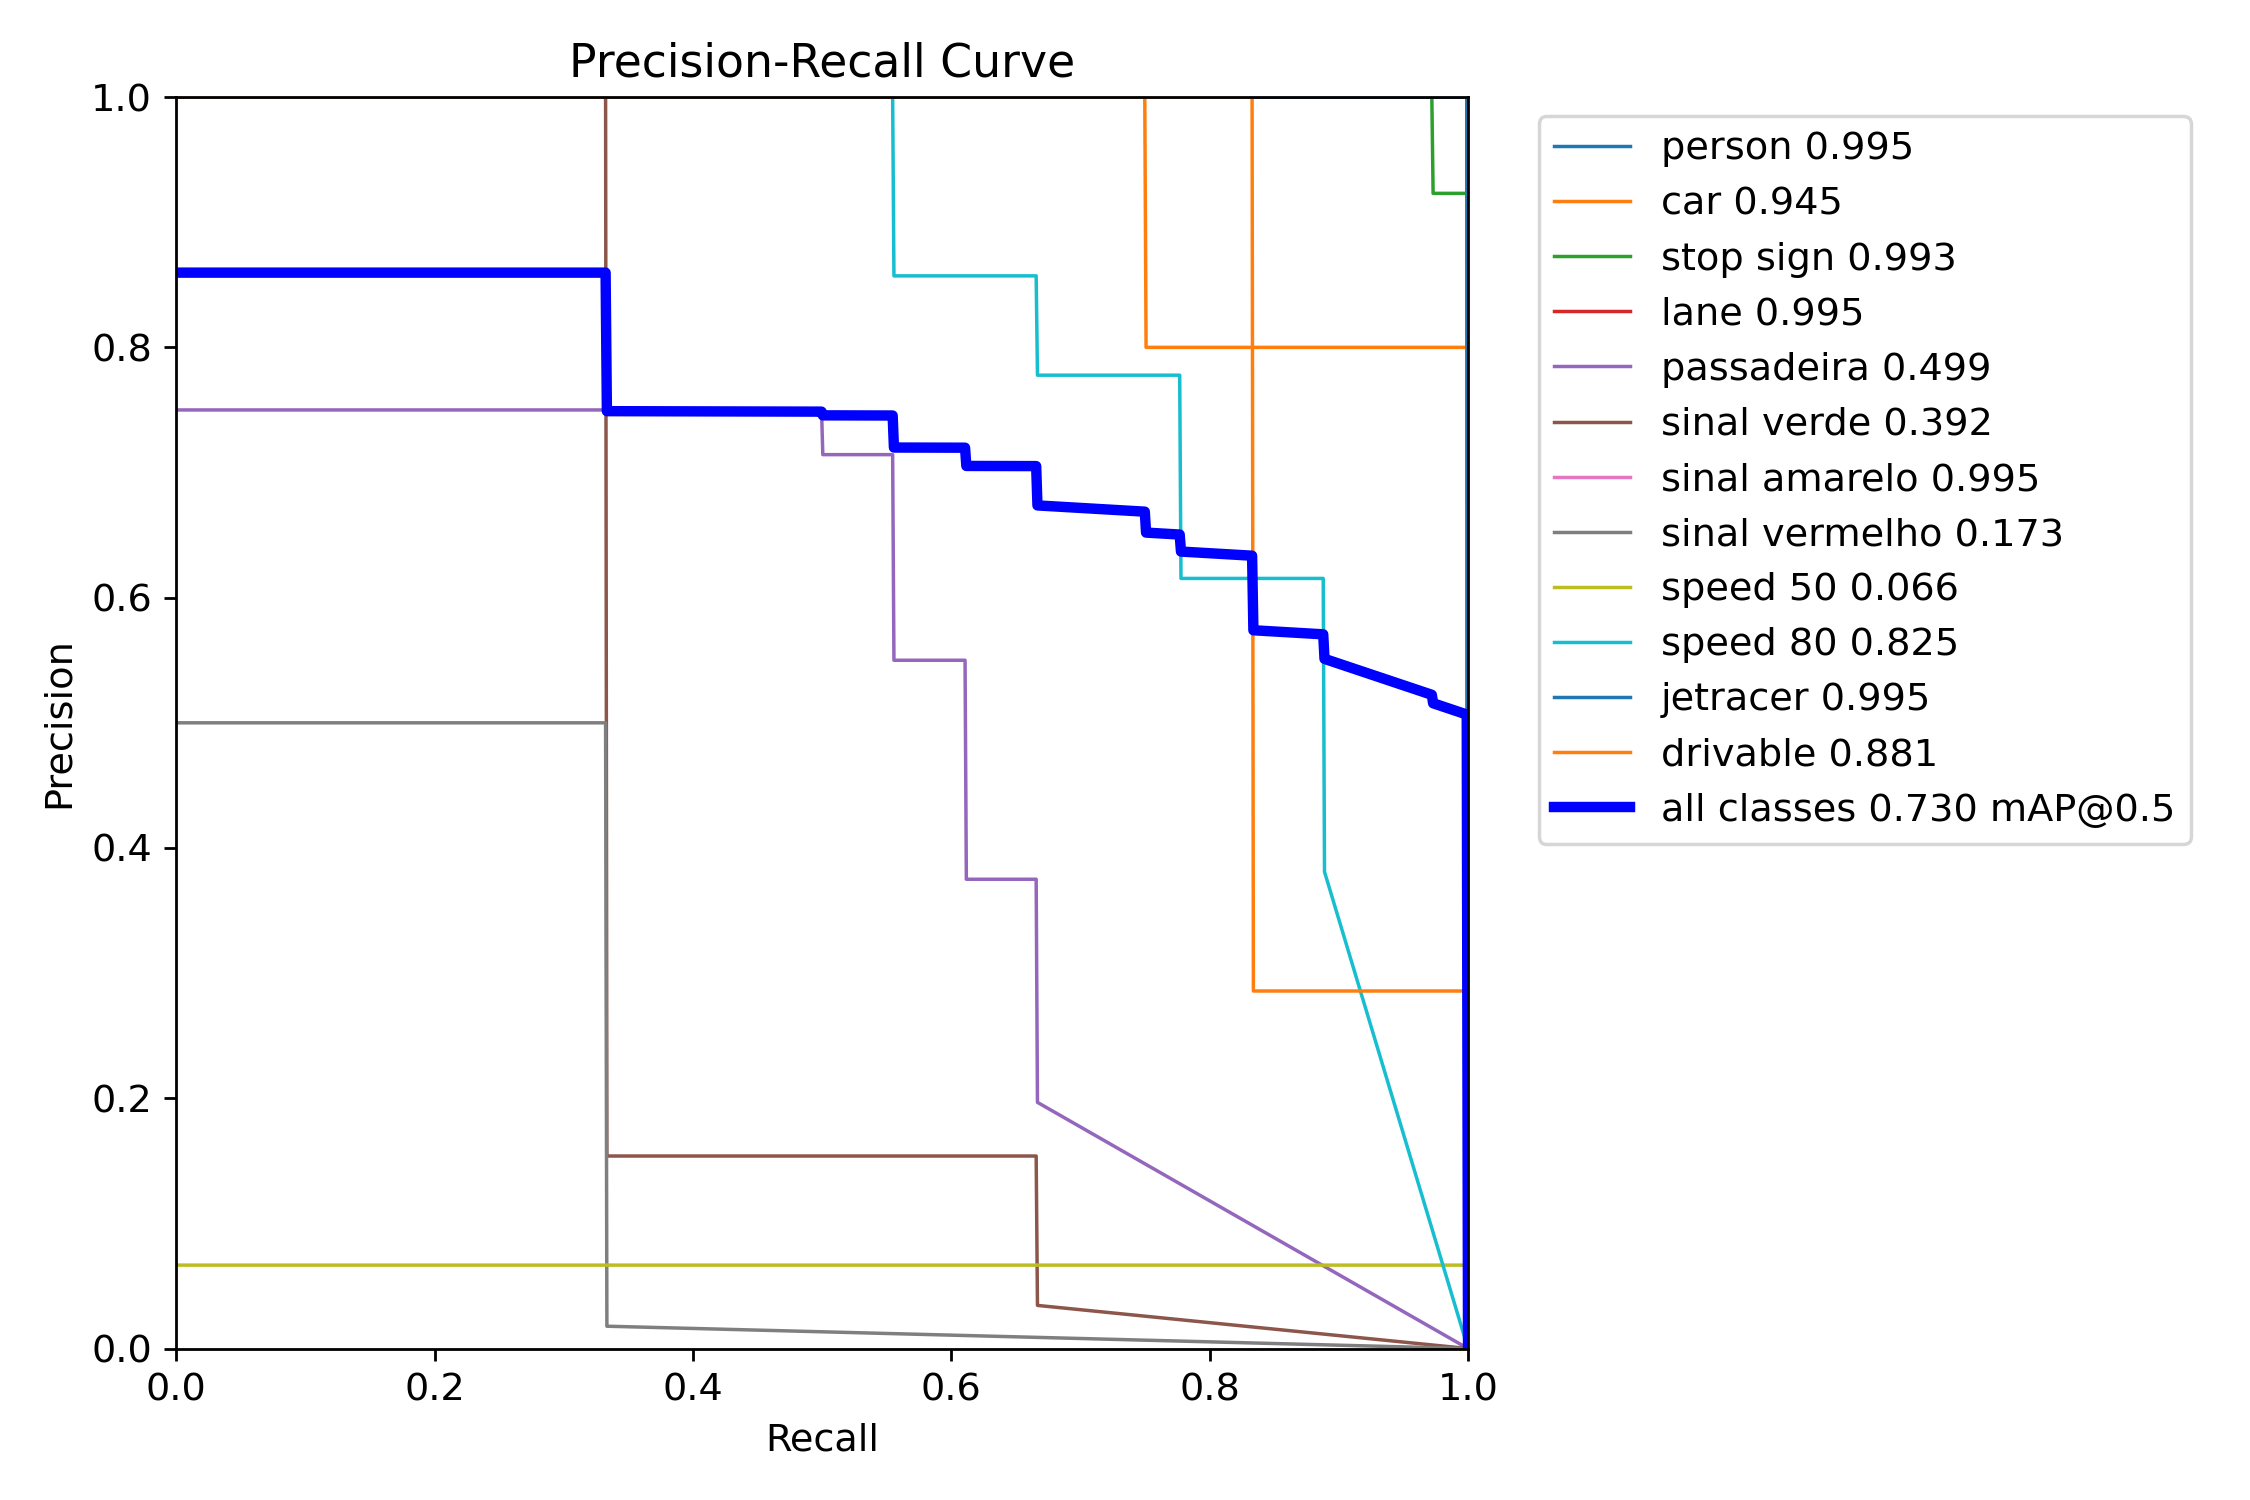 Precision-Recall Curve
1.0
0.8
0.6
0.4
0.2
0.0
Precision
0.0 0.2 0.4 0.6 0.8 1.0
Recall
person 0.995
car 0.945
stop sign 0.993
lane 0.995
passadeira 0.499
sinal verde 0.392
sinal amarelo 0.995
sinal vermelho 0.173
speed 50 0.066
speed 80 0.825
jetracer 0.995
drivable 0.881
all classes 0.730 mAP@0.5